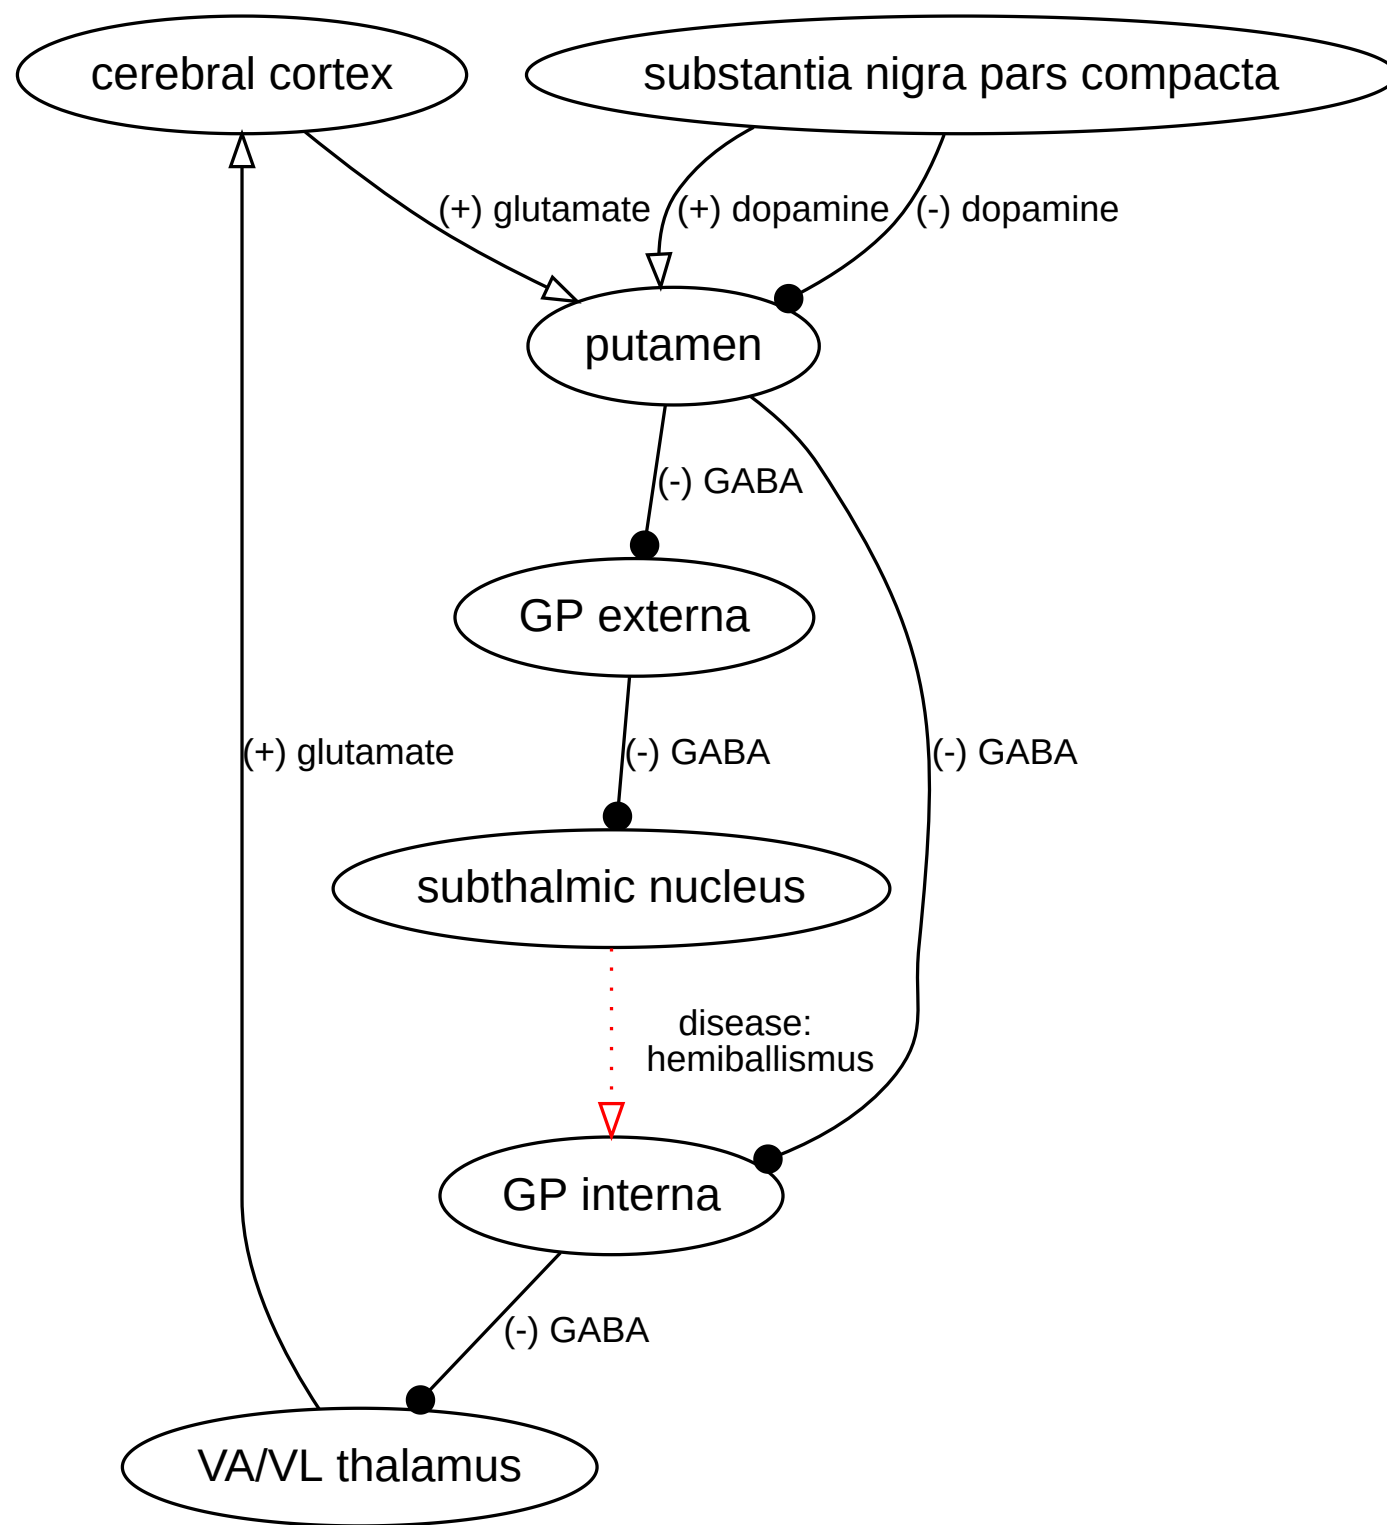 cerebral cortex
substantia nigra pars compacta
(+) glutamate
(+) dopamine
(-) dopamine
putamen
(-) GABA
GP externa
(+) glutamate
(-) GABA
(-) GABA
subthalmic nucleus
disease:
hemiballismus
GP interna
(-) GABA
VA/VL thalamus